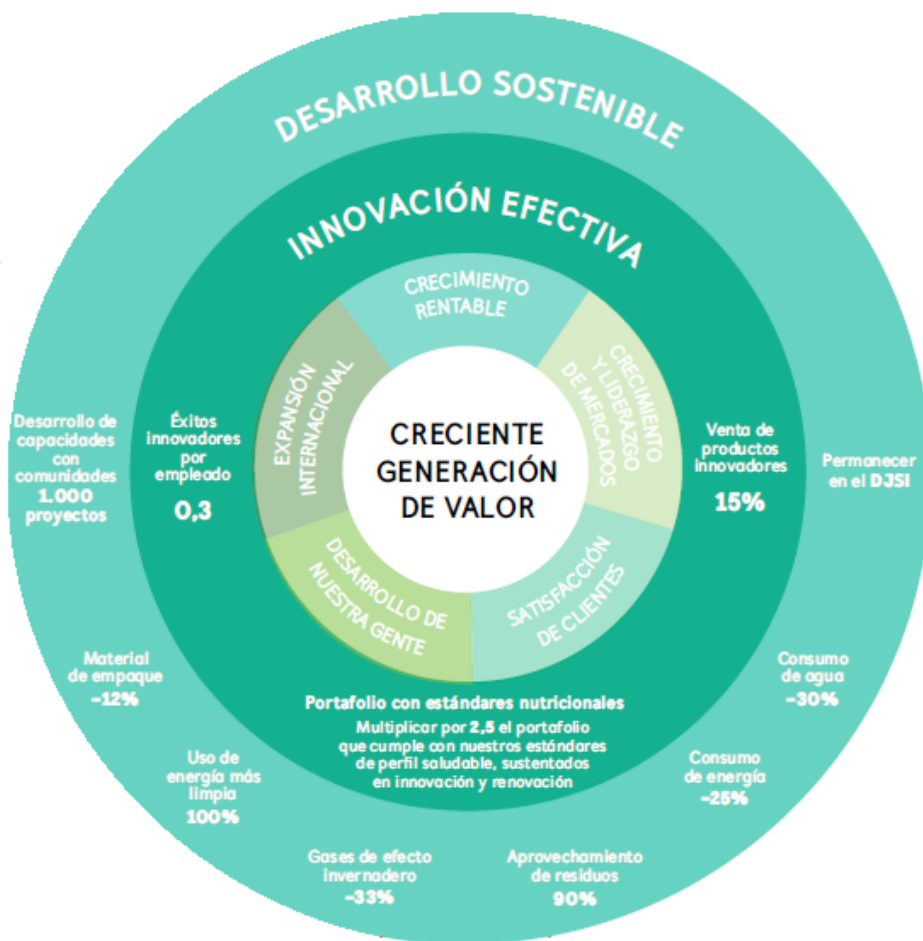 DESARROLLO SOSTENIBLE
INNOVACIÓN EFECTIVA
CRECIMIENTO
RENTABLE
CRECIMIENTO
Y LIDERAZGO
DE MERCADOS
EXPANSIÓN
INTERNACIONAL
CRECIENTE
GENERACIÓN
DE VALOR
DESARROLLO DE
NUESTRA GENTE
SATISFACCIÓN
DE CLIENTES
Desarrollo de
capacidades
con
comunidades
1.000
proyectos
Éxitos
innovadores
por
empleado
0,3
Venta de
productos
innovadores
15%
Permanecer
en el DJSI
Material
de empaque
-12%
Portafolio con estándares nutricionales
Multiplicar por 2,5 el portafolio
que cumple con nuestros estándares
de perfil saludable, sustentados
en innovación y renovación
Consumo
de agua
-30%
Uso de
energía más
limpia
100%
Consumo
de energía
-25%
Gases de efecto
invernadero
-33%
Aprovechamiento
de residuos
90%